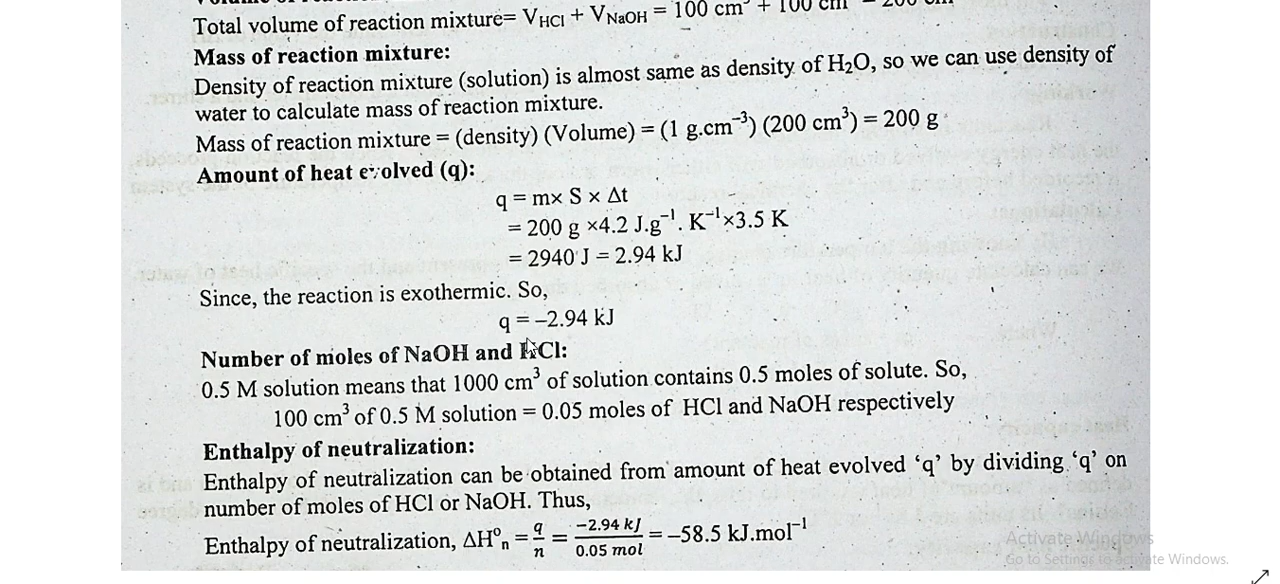 Total volume of reaction mixture= VHCl + VNaOH = 100 cm³ + 100 cm³ = 200 cm³
Mass of reaction mixture:
Density of reaction mixture (solution) is almost same as density of H₂O, so we can use density of
water to calculate mass of reaction mixture.
Mass of reaction mixture = (density) (Volume) = (1 g.cm⁻³) (200 cm³) = 200 g
Amount of heat evolved (q):
q = m× S × Δt
= 200 g ×4.2 J.g⁻¹. K⁻¹×3.5 K
= 2940 J = 2.94 kJ
Since, the reaction is exothermic. So,
q = –2.94 kJ
Number of moles of NaOH and HCl:
0.5 M solution means that 1000 cm³ of solution contains 0.5 moles of solute. So,
100 cm³ of 0.5 M solution = 0.05 moles of HCl and NaOH respectively
Enthalpy of neutralization:
Enthalpy of neutralization can be obtained from amount of heat evolved ‘q’ by dividing ‘q’ on
number of moles of HCl or NaOH. Thus,
Enthalpy of neutralization, ΔH°n = q/n = −2.94 kJ / 0.05 mol = –58.5 kJ.mol⁻¹
Activate Windows
Go to Settings to activate Windows.